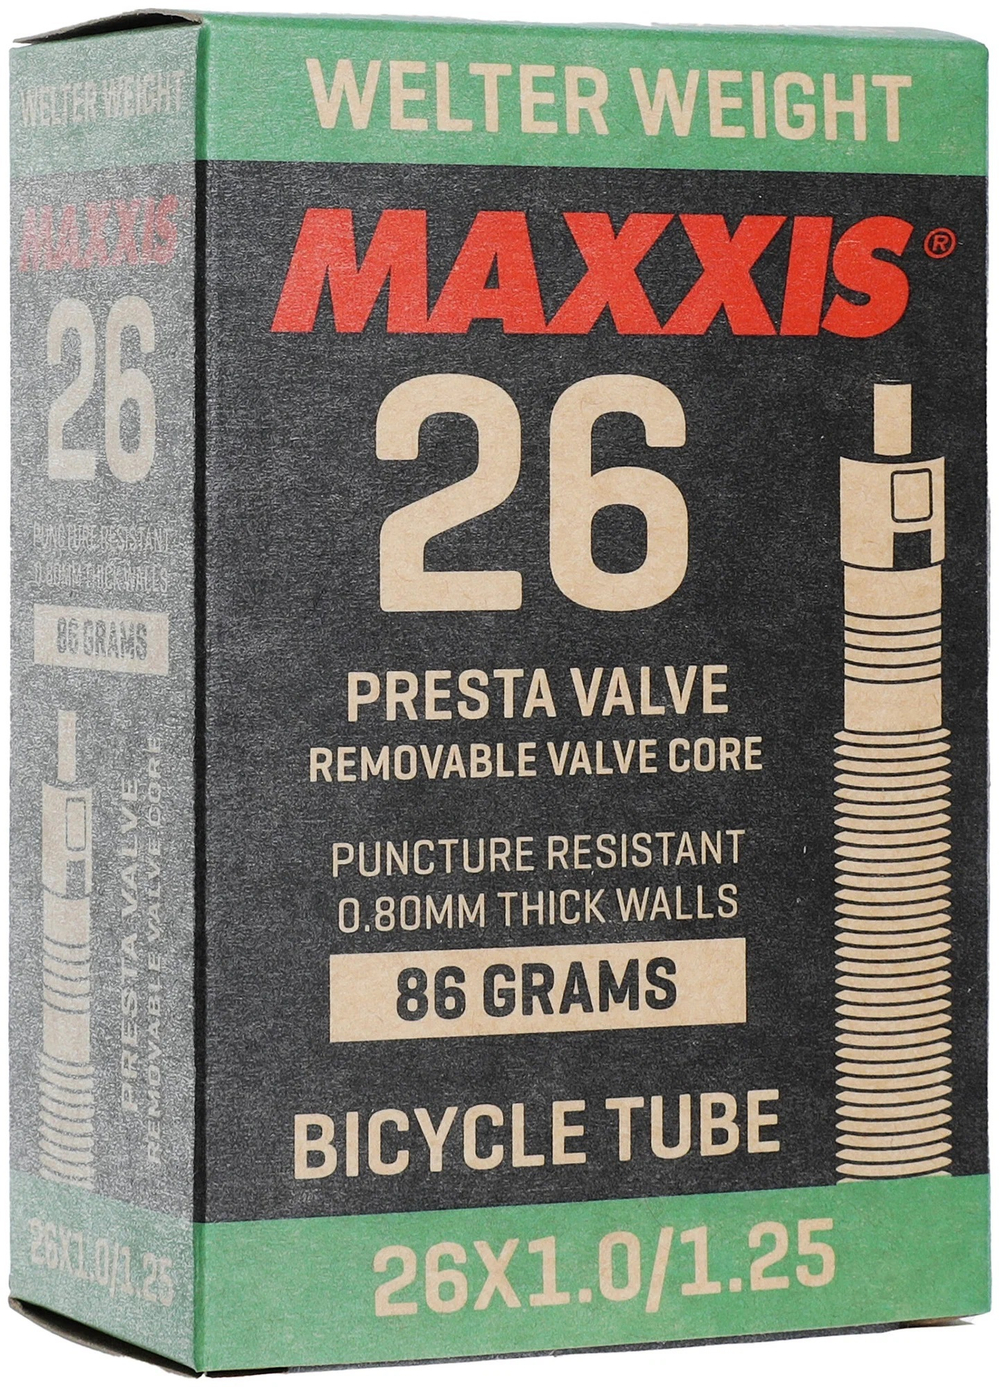 WELTER WEIGHT
MAXXIS®
26
PRESTA VALVE
REMOVABLE VALVE CORE
PUNCTURE RESISTANT
0.80MM THICK WALLS
86 GRAMS
BICYCLE TUBE
26X1.0/1.25
WELTER WEIGHT
MAXXIS
26
PUNCTURE RESISTANT
0.80MM THICK WALLS
86 GRAMS
PRESTA VALVE
REMOVABLE VALVE CORE
26X1.0/1.25